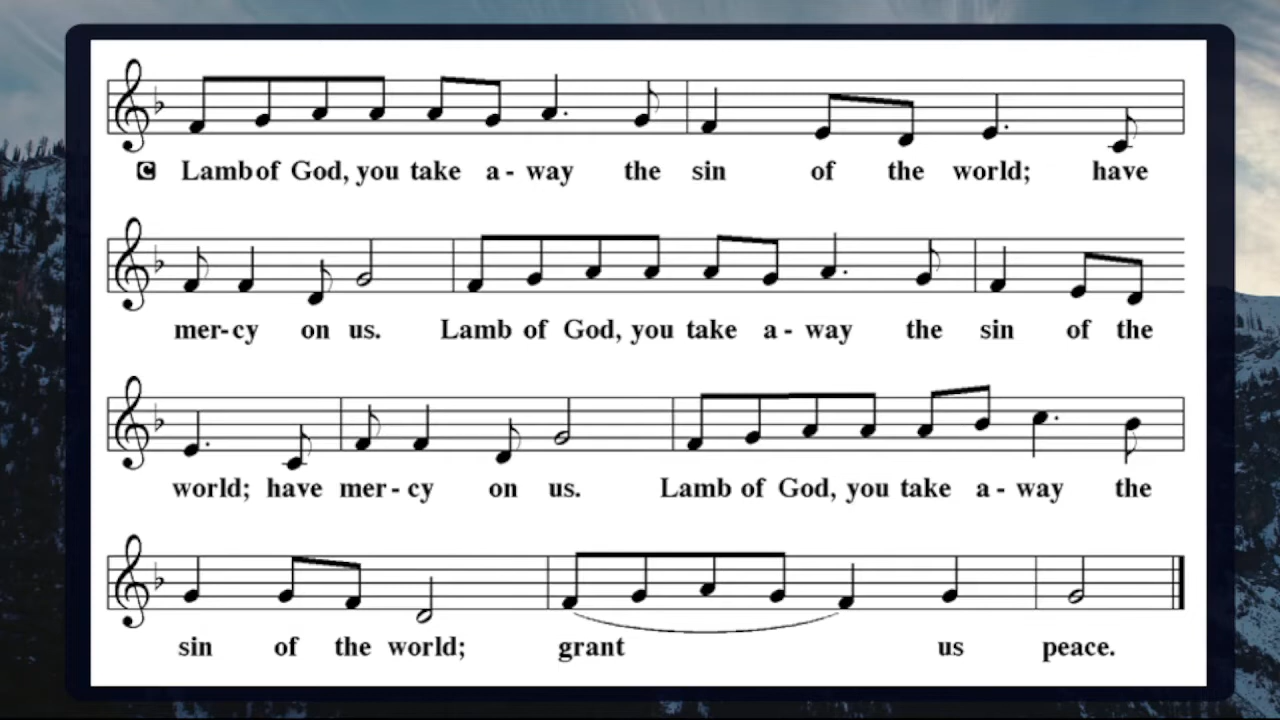 C Lamb of God, you take a - way the sin of the world; have
mer - cy on us. Lamb of God, you take a - way the sin of the
world; have mer - cy on us. Lamb of God, you take a - way the
sin of the world; grant us peace.